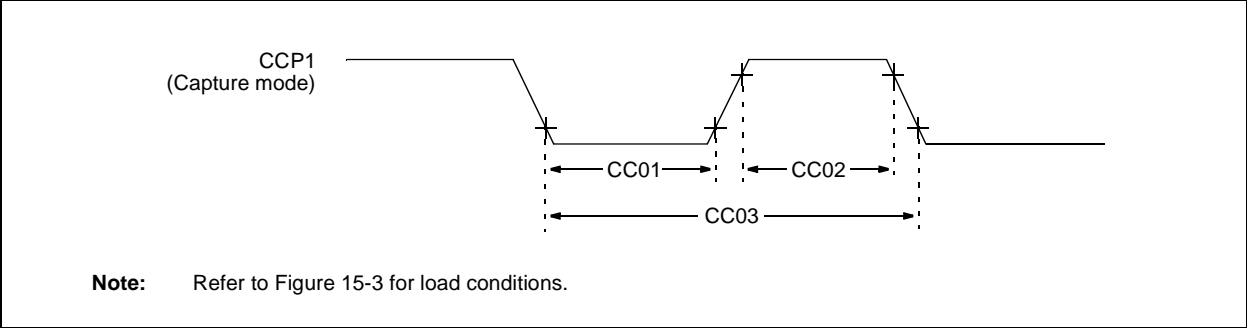 CCP1
(Capture mode)
CC01
CC02
CC03
Note: Refer to Figure 15-3 for load conditions.